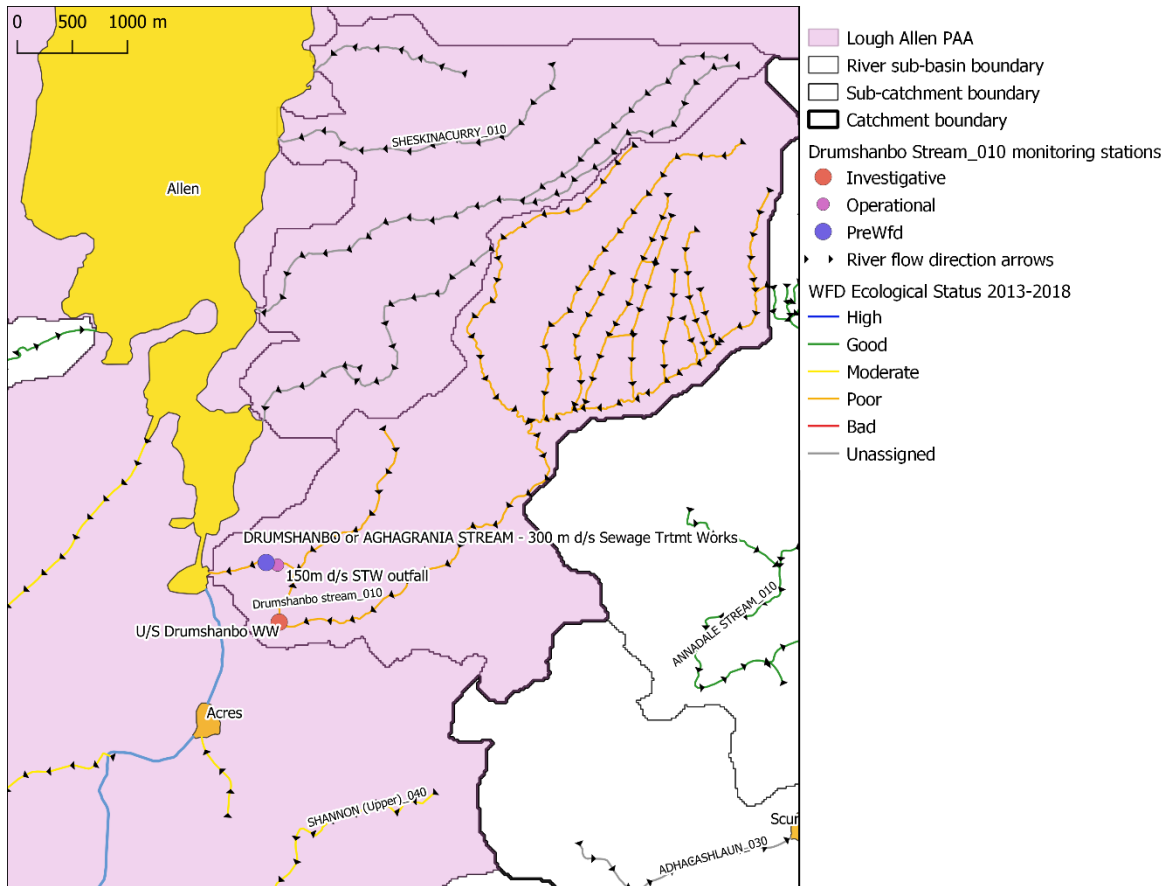 0 500 1000 m
Allen
SHESKINACURRY_010
DRUMSHANBO or AGHAGRANIA STREAM - 300 m d/s Sewage Trtmt Works
150m d/s STW outfall
Drumshanbo stream_010
U/S Drumshanbo WW
ANNADALE STREAM_010
Acres
SHANNON (Upper)_040
Scur
ADHACASHLAUN_030
Lough Allen PAA
River sub-basin boundary
Sub-catchment boundary
Catchment boundary
Drumshanbo Stream_010 monitoring stations
Investigative
Operational
PreWfd
River flow direction arrows
WFD Ecological Status 2013-2018
High
Good
Moderate
Poor
Bad
Unassigned